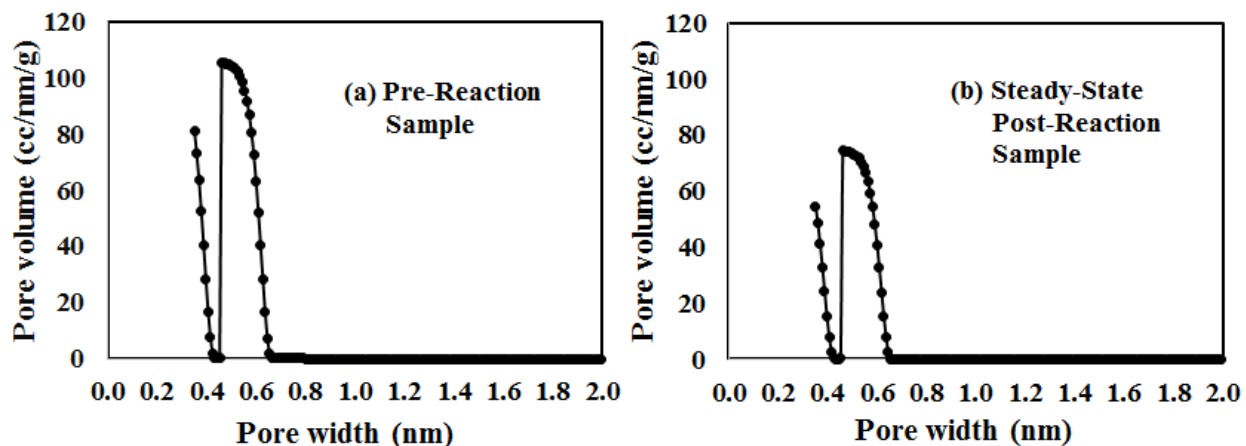 120
100
80
60
40
20
0
Pore volume (cc/nm/g)
(a) Pre-Reaction
Sample
0.0 0.2 0.4 0.6 0.8 1.0 1.2 1.4 1.6 1.8 2.0
Pore width (nm)
120
100
80
60
40
20
0
Pore volume (cc/nm/g)
(b) Steady-State
Post-Reaction
Sample
0.0 0.2 0.4 0.6 0.8 1.0 1.2 1.4 1.6 1.8 2.0
Pore width (nm)